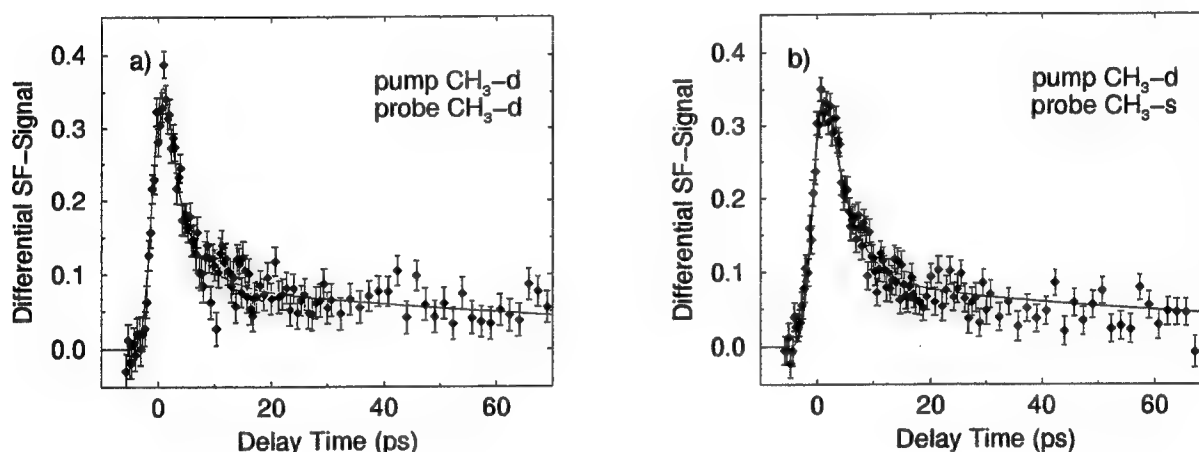 a)
pump CH₃-d
probe CH₃-d
0.4
0.3
0.2
0.1
0.0
Differential SF-Signal
0 20 40 60
Delay Time (ps)
b)
pump CH₃-d
probe CH₃-s
0.4
0.3
0.2
0.1
0.0
Differential SF-Signal
0 20 40 60
Delay Time (ps)